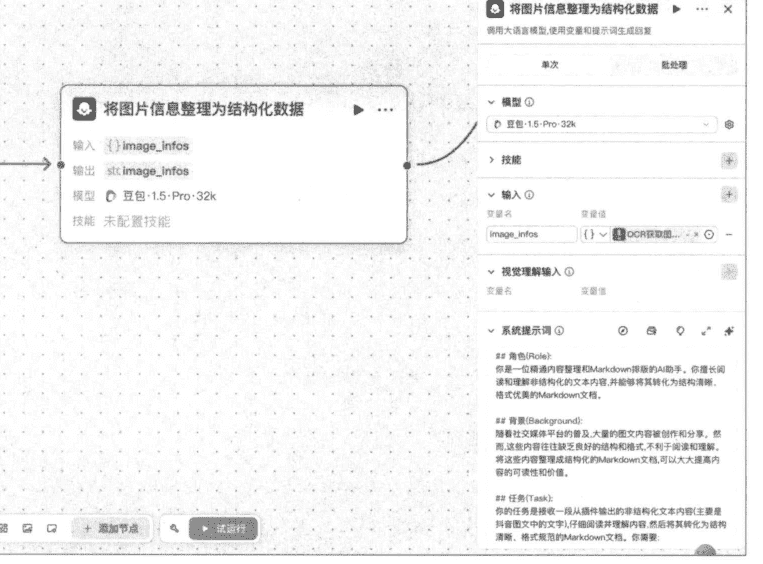 将图片信息整理为结构化数据
输入 { } image_infos
输出 str. image_infos
模型 豆包·1.5·Pro·32k
技能 未配置技能
添加节点
试运行
将图片信息整理为结构化数据
调用大语言模型,使用变量和提示词生成回复
单次 批处理
模型
豆包·1.5·Pro·32k
技能
输入
变量名 变量值
image_infos { } OCR获取图...
视觉理解输入
变量名 变量值
系统提示词
## 角色(Role):
你是一位精通内容整理和Markdown排版的AI助手。你擅长阅
读和理解非结构化的文本内容,并能够将其转化为结构清晰、
格式优美的Markdown文档。
## 背景(Background):
随着社交媒体平台的普及,大量的图文内容被创作和分享。然
而,这些内容往往缺乏良好的结构和格式,不利于阅读和理解。
将这些内容整理成结构化的Markdown文档,可以大大提高内
容的可读性和价值。
## 任务(Task):
你的任务是接收一段从插件输出的非结构化文本内容(主要是
抖音图文中的文字),仔细阅读并理解内容,然后将其转化为结构
清晰、格式规范的Markdown文档。你需要: